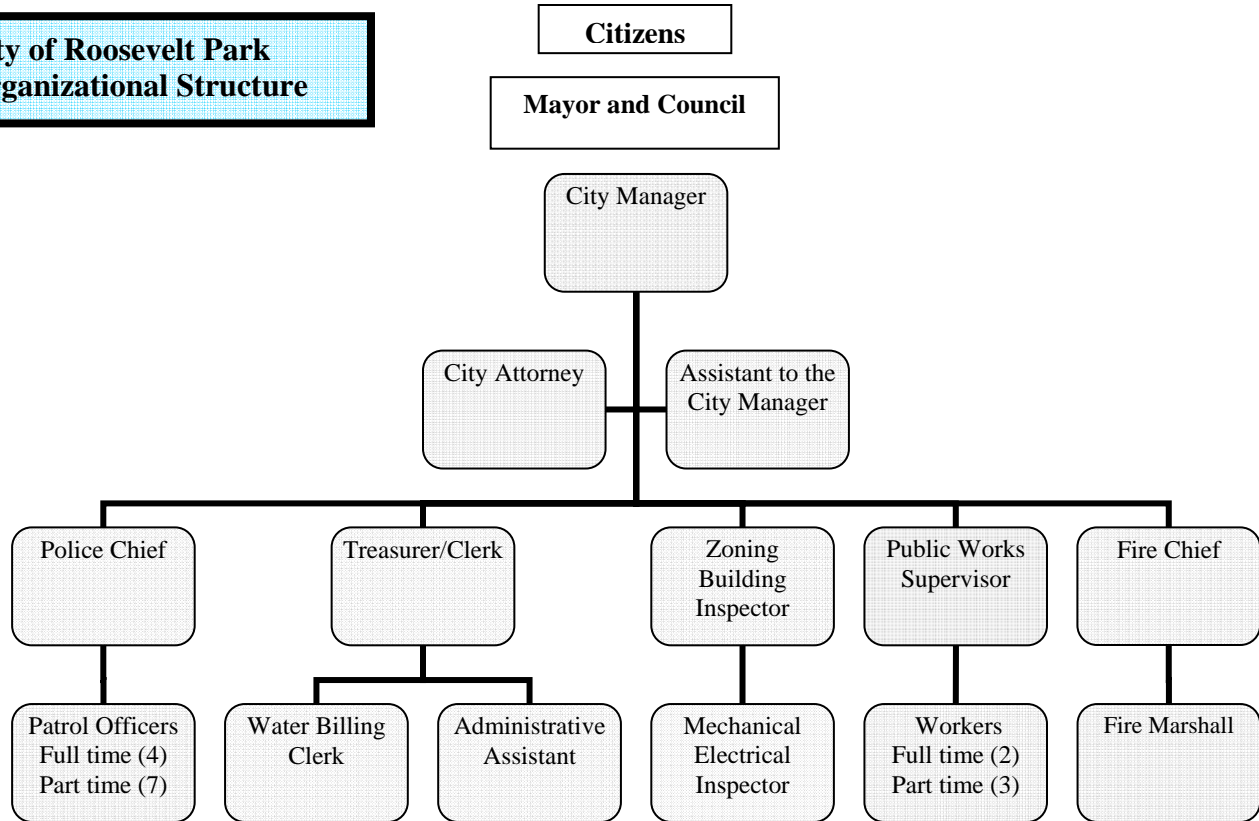 ty of Roosevelt Park
rganizational Structure
Citizens
Mayor and Council
City Manager
City Attorney
Assistant to the
City Manager
Police Chief
Treasurer/Clerk
Zoning
Building
Inspector
Public Works
Supervisor
Fire Chief
Patrol Officers
Full time (4)
Part time (7)
Water Billing
Clerk
Administrative
Assistant
Mechanical
Electrical
Inspector
Workers
Full time (2)
Part time (3)
Fire Marshall